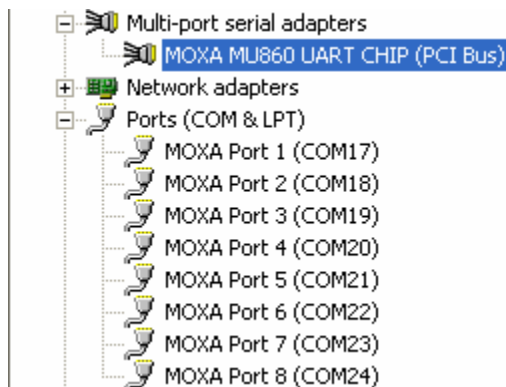 Multi-port serial adapters
MOXA MU860 UART CHIP (PCI Bus)
Network adapters
Ports (COM & LPT)
MOXA Port 1 (COM17)
MOXA Port 2 (COM18)
MOXA Port 3 (COM19)
MOXA Port 4 (COM20)
MOXA Port 5 (COM21)
MOXA Port 6 (COM22)
MOXA Port 7 (COM23)
MOXA Port 8 (COM24)